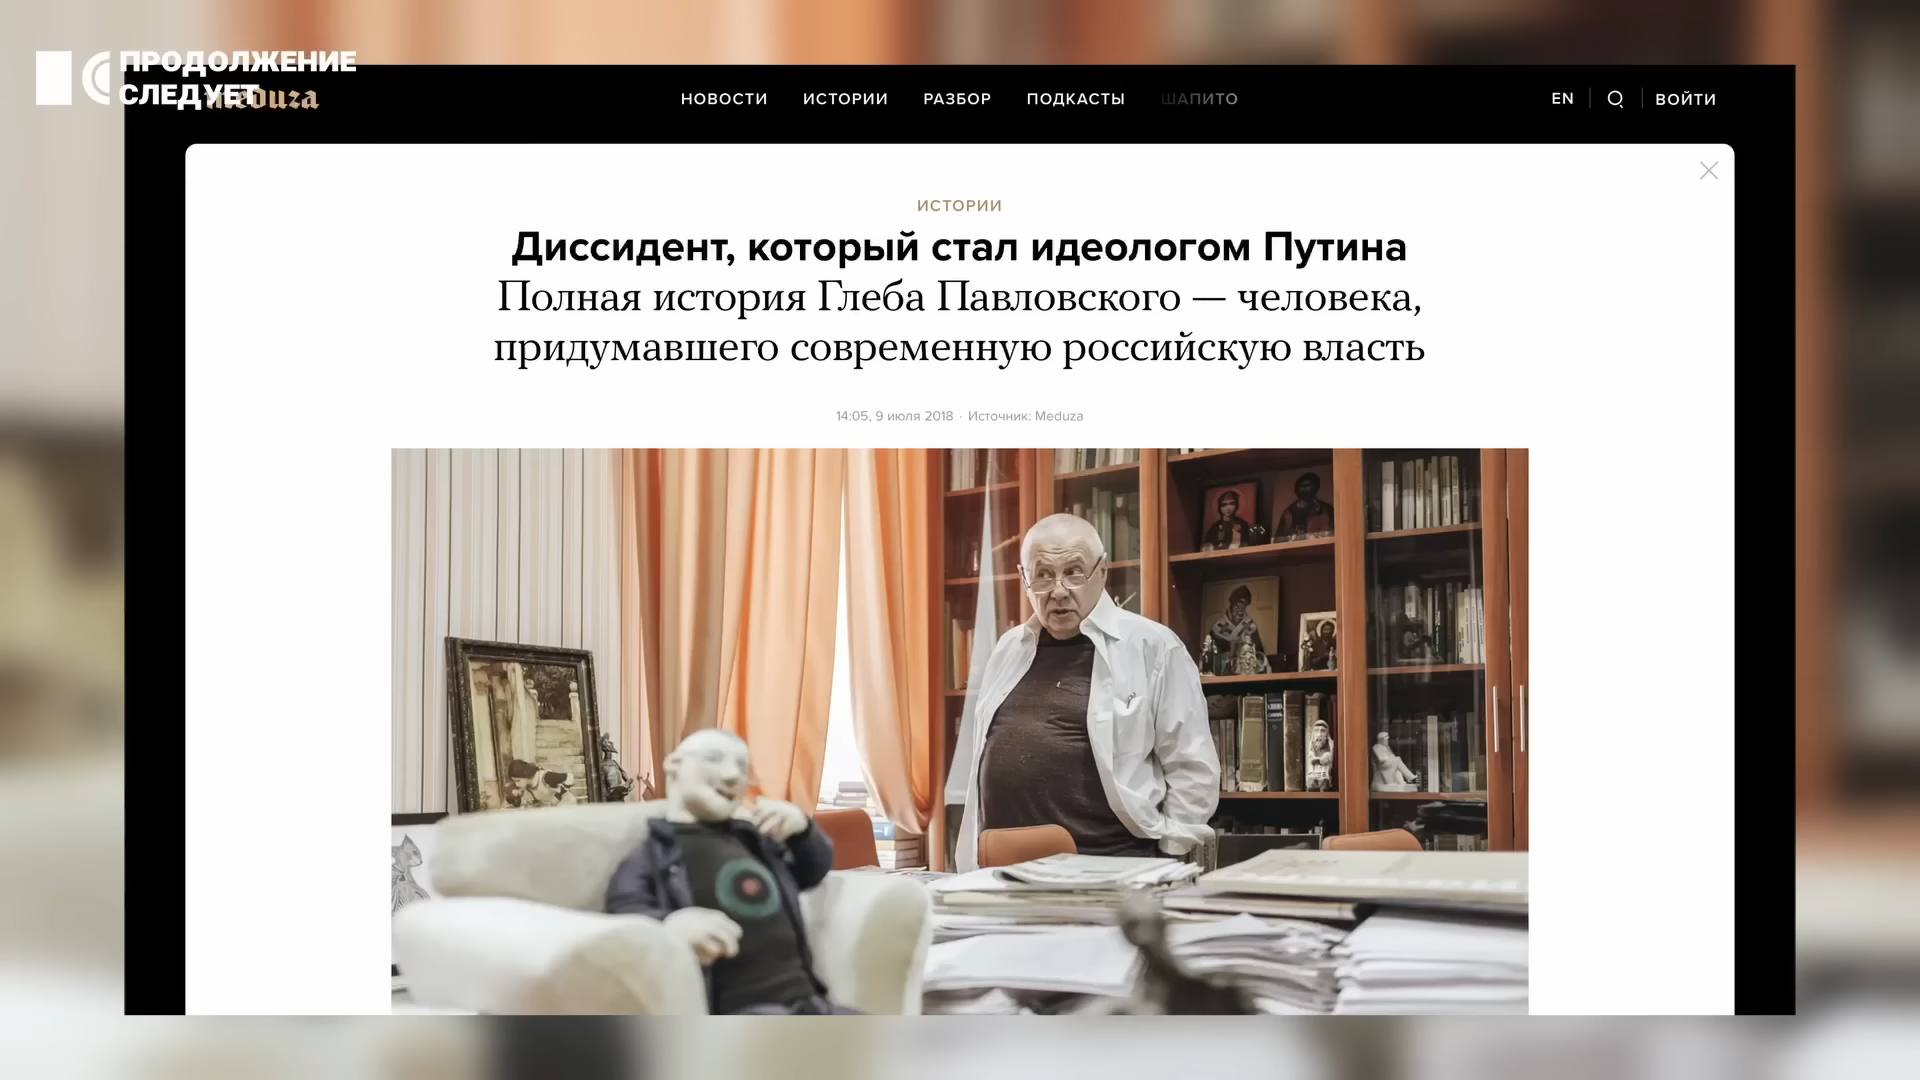 ПРОДОЛЖЕНИЕ
СЛЕДУЕТ
meduza
НОВОСТИ ИСТОРИИ РАЗБОР ПОДКАСТЫ ШАПИТО
EN ВОЙТИ
ИСТОРИИ
Диссидент, который стал идеологом Путина
Полная история Глеба Павловского — человека,
придумавшего современную российскую власть
14:05, 9 июля 2018 · Источник: Meduza